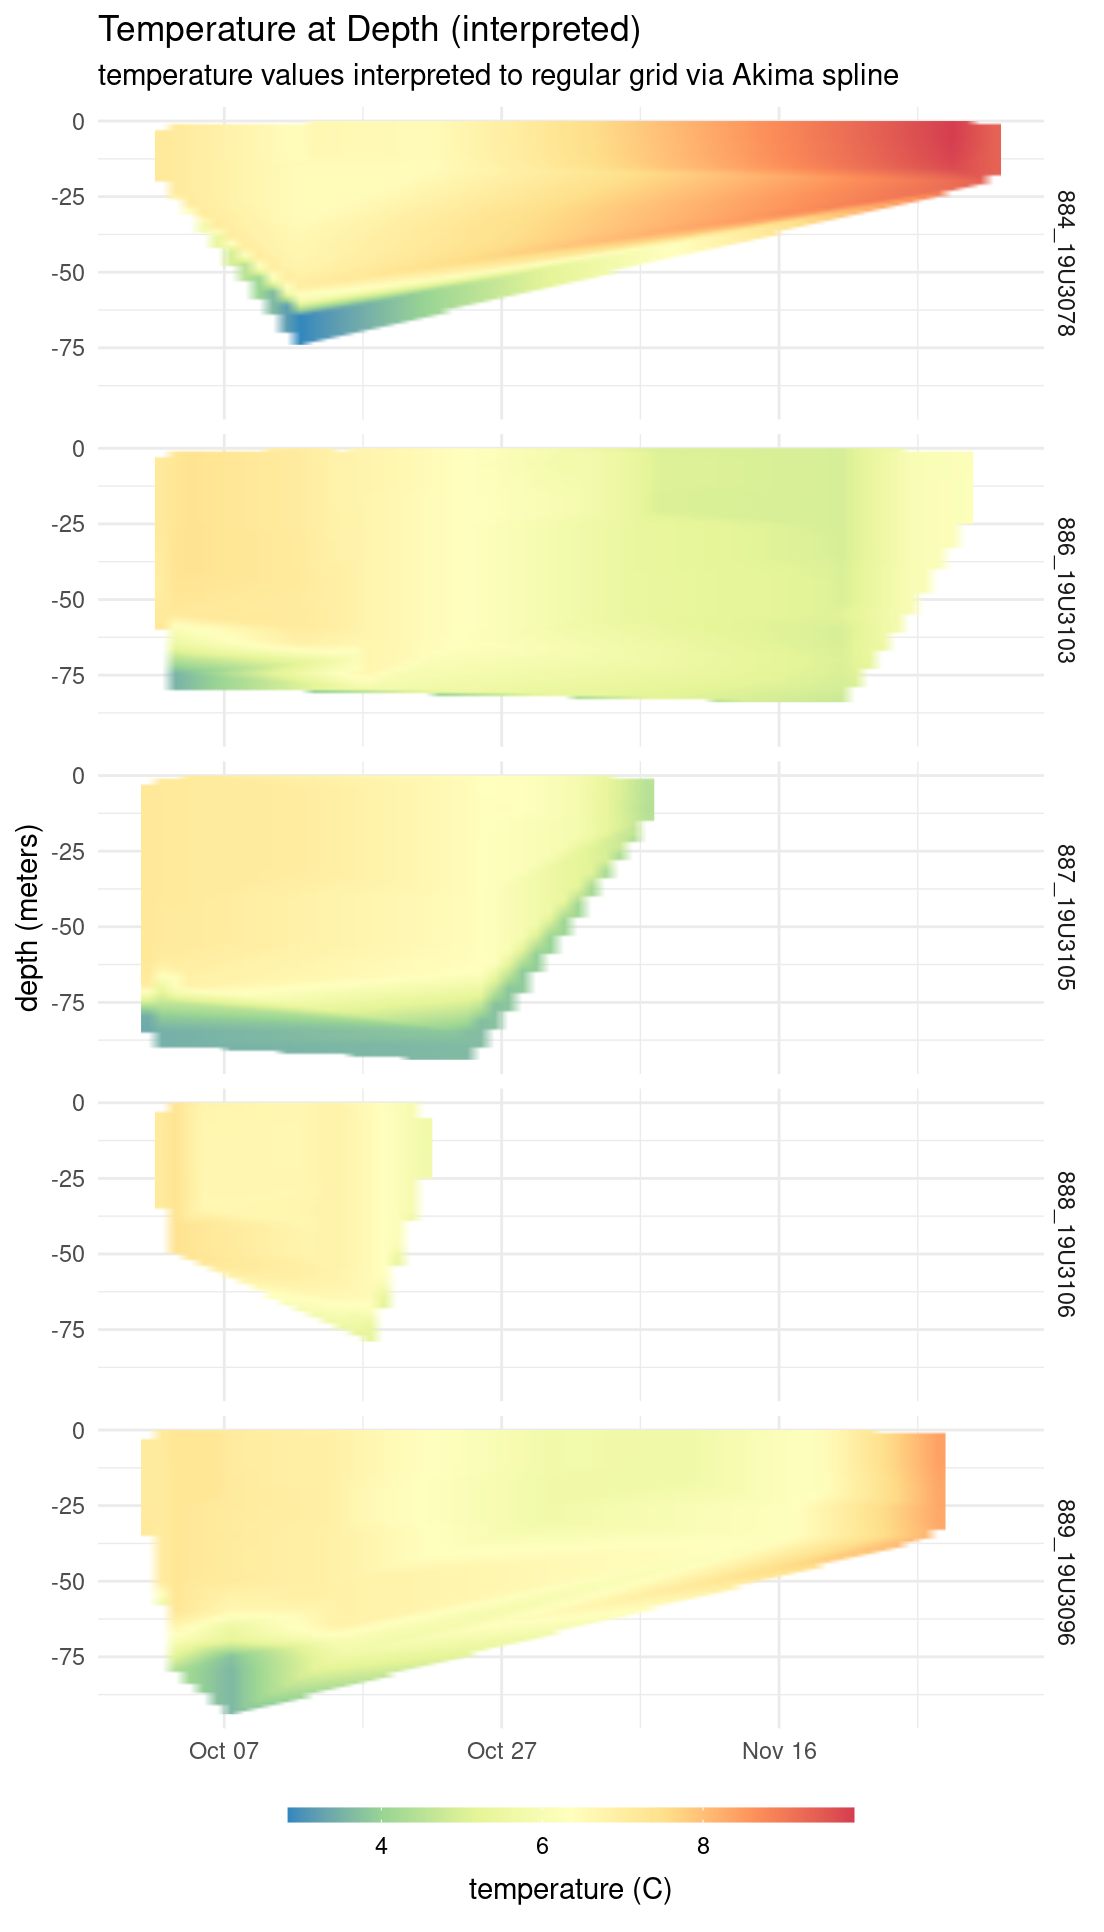 Temperature at Depth (interpreted)
temperature values interpreted to regular grid via Akima spline
0
-25
-50
-75
884_19U3078
0
-25
-50
-75
886_19U3103
0
-25
-50
-75
887_19U3105
depth (meters)
0
-25
-50
-75
888_19U3106
0
-25
-50
-75
889_19U3096
Oct 07 Oct 27 Nov 16
4 6 8
temperature (C)